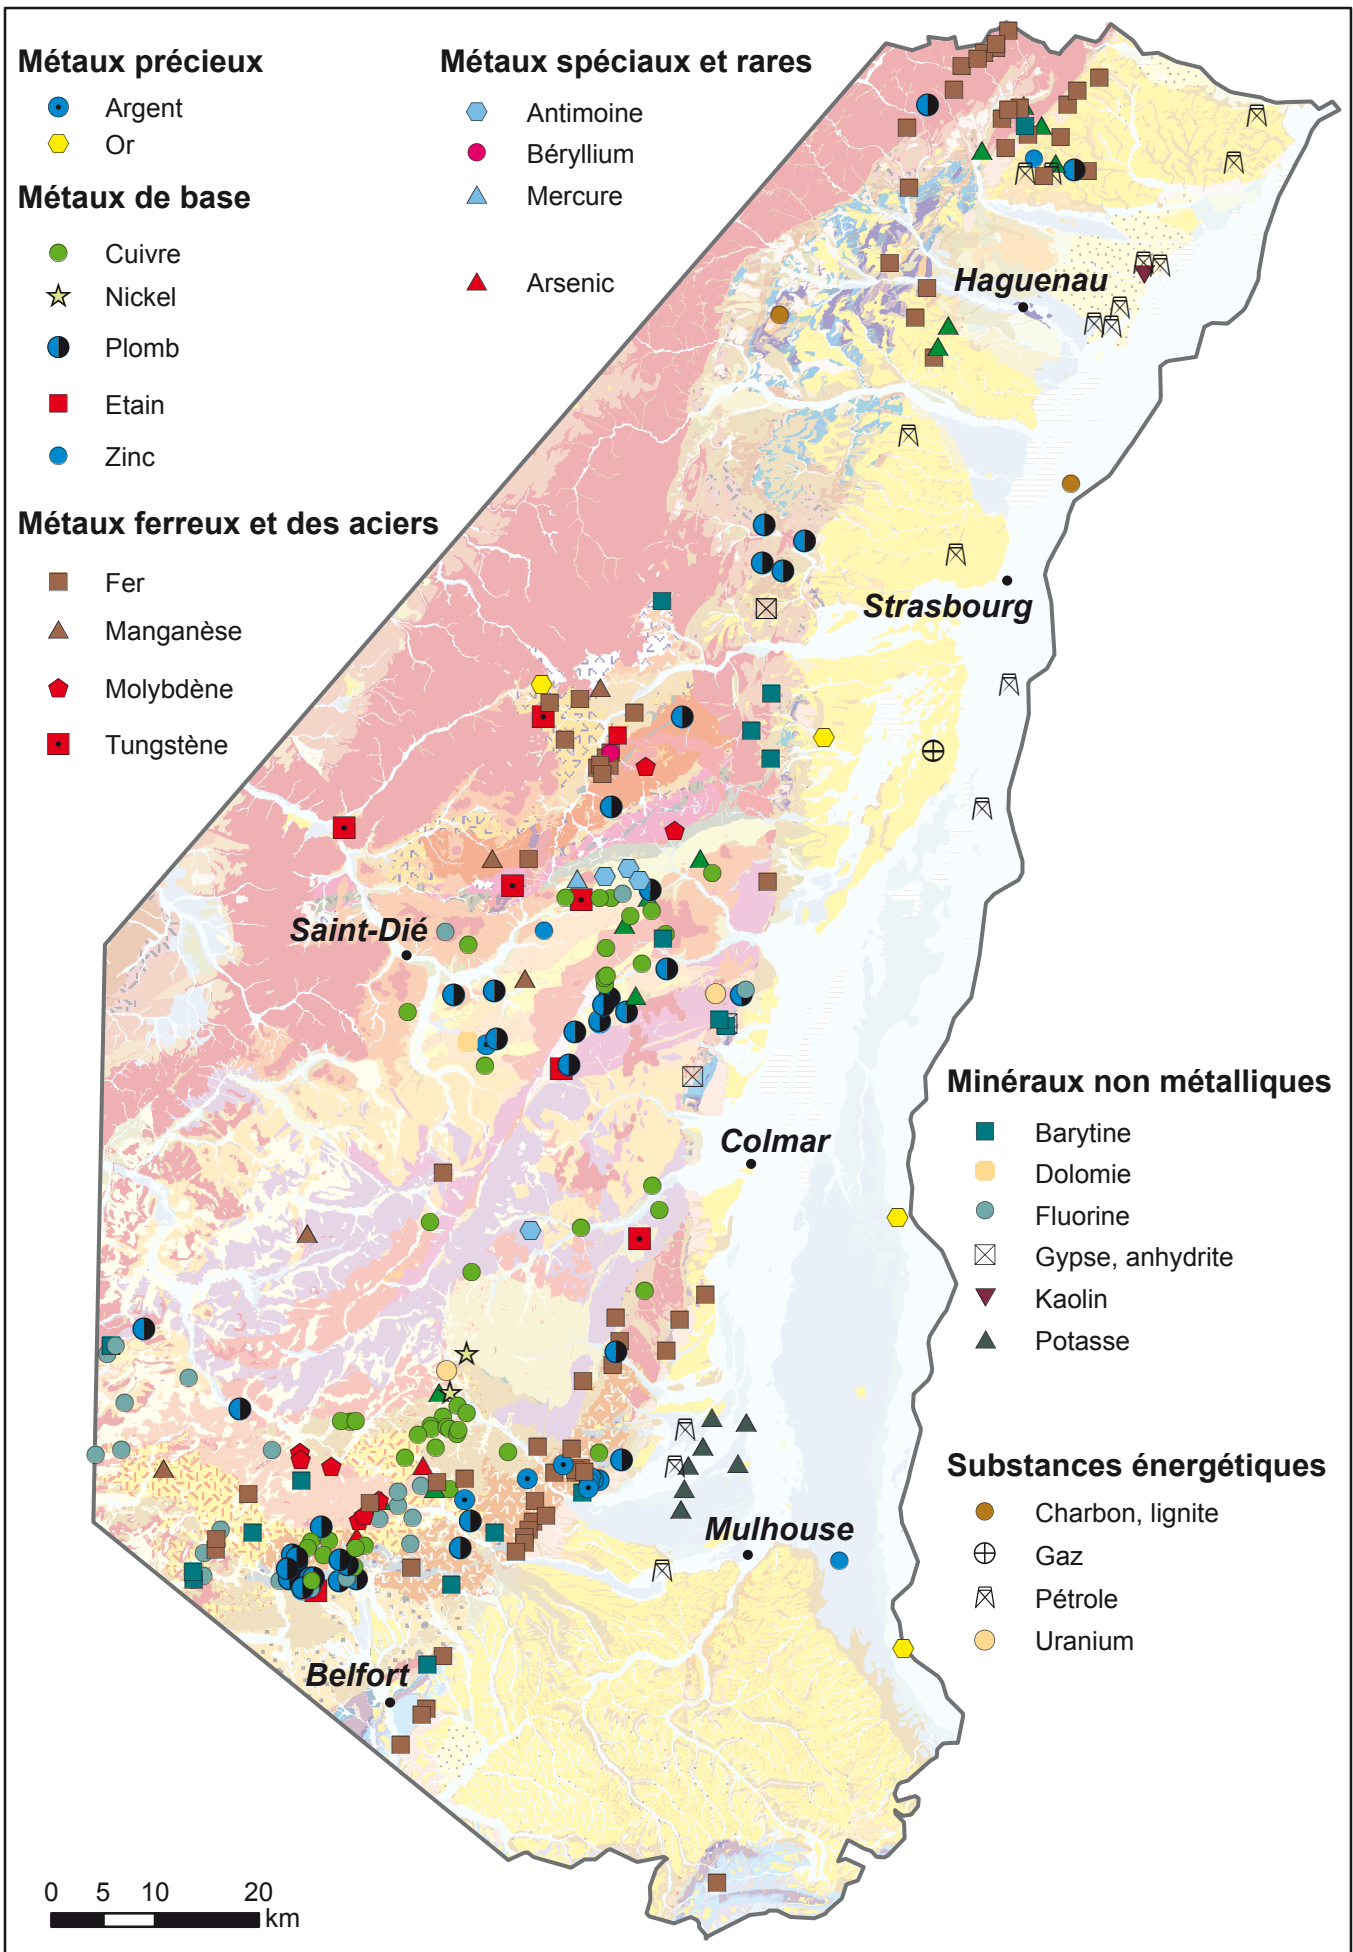 Métaux précieux
Argent
Or
Métaux de base
Cuivre
Nickel
Plomb
Etain
Zinc
Métaux ferreux et des aciers
Fer
Manganèse
Molybdène
Tungstène
Métaux spéciaux et rares
Antimoine
Béryllium
Mercure
Arsenic
Haguenau
Strasbourg
Saint-Dié
Colmar
Mulhouse
Belfort
Minéraux non métalliques
Barytine
Dolomie
Fluorine
Gypse, anhydrite
Kaolin
Potasse
Substances énergétiques
Charbon, lignite
Gaz
Pétrole
Uranium
0 5 10 20
km